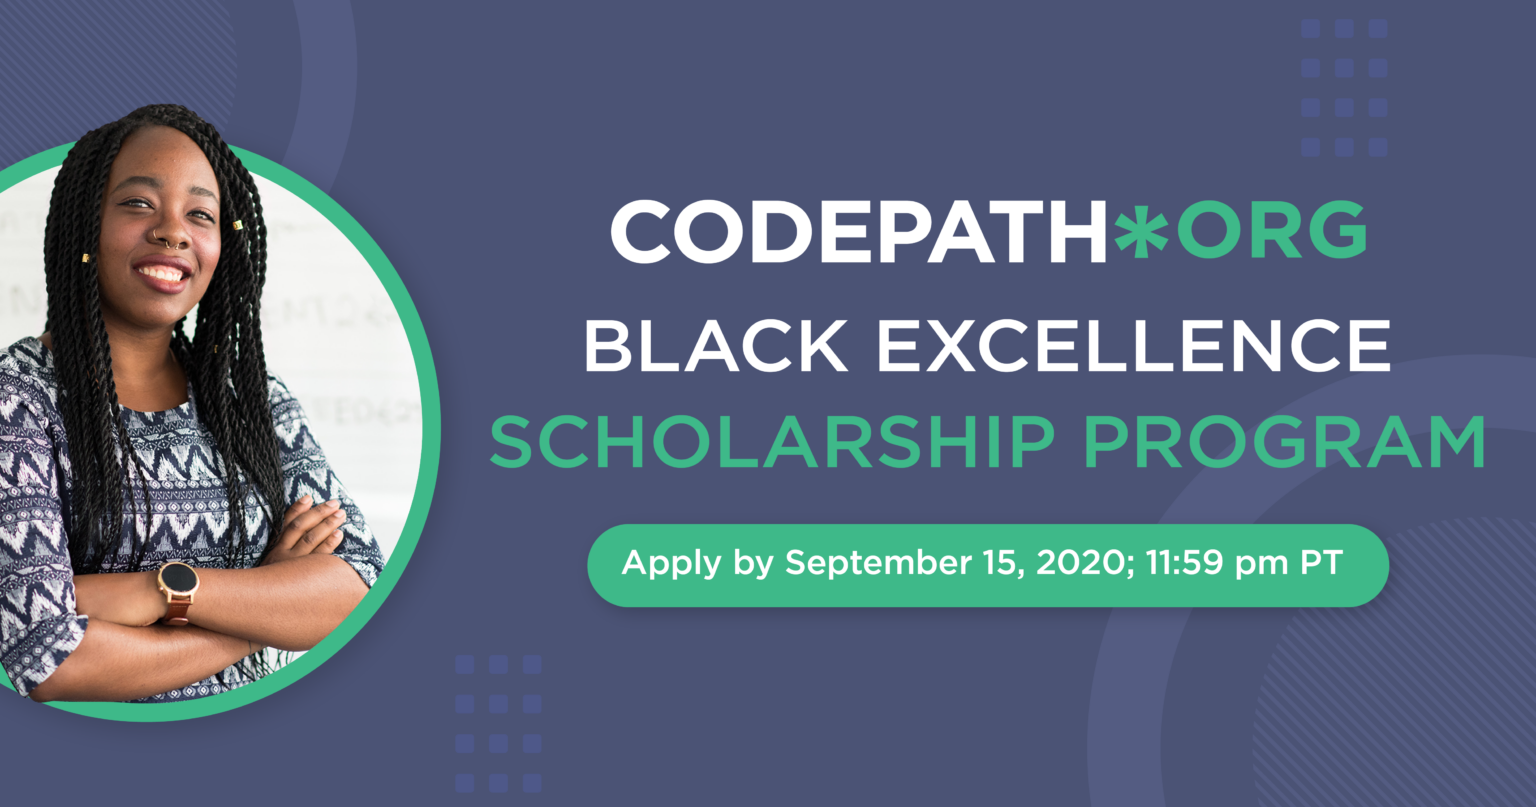 CODEPATH*ORG
BLACK EXCELLENCE
SCHOLARSHIP PROGRAM
Apply by September 15, 2020; 11:59 pm PT